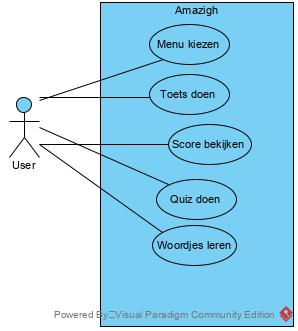 Amazigh
Menu kiezen
Toets doen
Score bekijken
User
Quiz doen
Woordjes leren
Powered By Visual Paradigm Community Edition